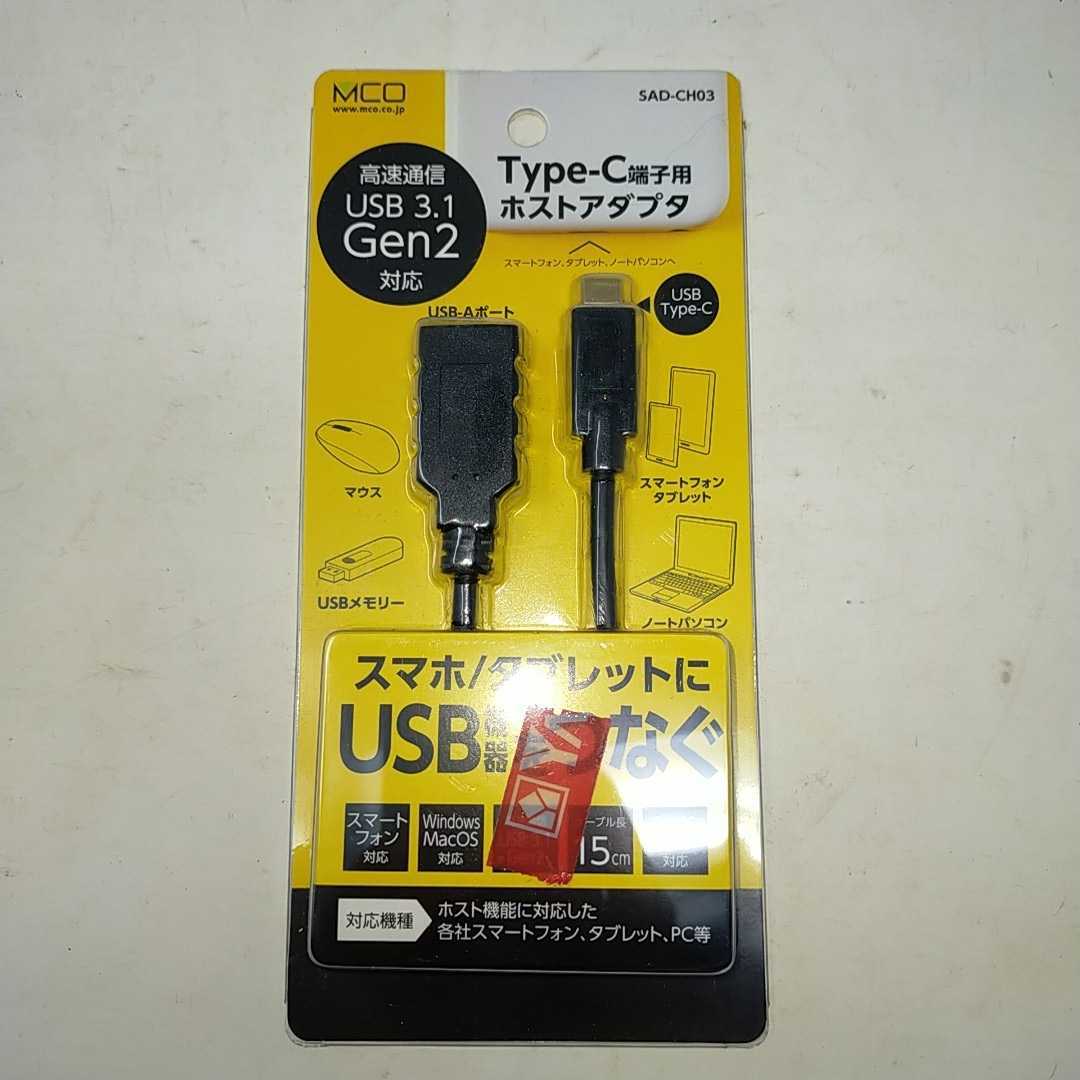 MCO
www.mco.co.jp
SAD-CH03
高速通信
USB 3.1
Gen2
対応
Type-C端子用
ホストアダプタ
スマートフォン、タブレット、ノートパソコンへ
USB-Aポート
USB
Type-C
マウス
スマートフォン
タブレット
USBメモリー
ノートパソコン
スマホ/タブレットに
USB機器をつなぐ
スマート
フォン
対応
Windows
MacOS
対応
ーブル長
15cm
対応
対応機種
ホスト機能に対応した
各社スマートフォン、タブレット、PC等